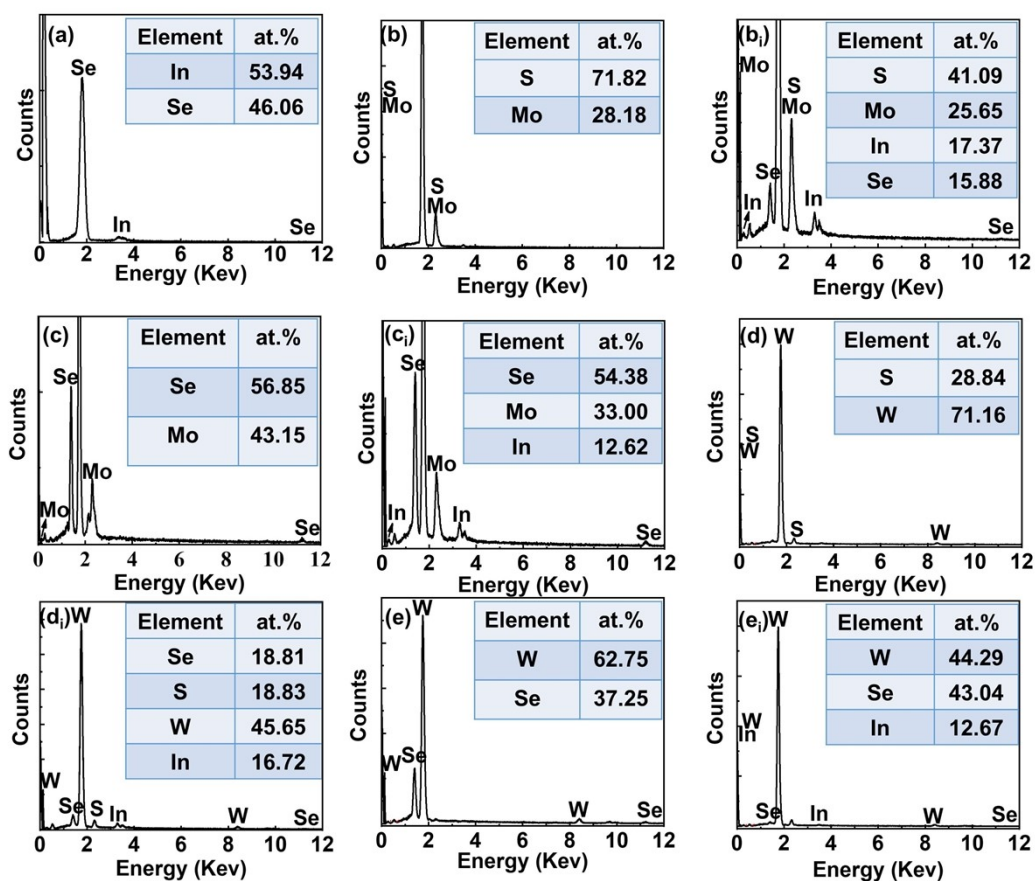 (a)
Element at.%
In 53.94
Se 46.06
Se
In
Se
Counts
0 2 4 6 8 10 12
Energy (Kev)
(b)
Element at.%
S 71.82
Mo 28.18
S
Mo
S
Mo
Counts
0 2 4 6 8 10 12
Energy (Kev)
(bi)
Element at.%
S 41.09
Mo 25.65
In 17.37
Se 15.88
Mo
S
Mo
Se
In
In
Se
Counts
0 2 4 6 8 10 12
Energy (Kev)
(c)
Element at.%
Se 56.85
Mo 43.15
Se
Mo
Mo
Se
Counts
0 2 4 6 8 10 12
Energy (Kev)
(ci)
Element at.%
Se 54.38
Mo 33.00
In 12.62
Se
Mo
In
In
Se
Counts
0 2 4 6 8 10 12
Energy (Kev)
(d)
Element at.%
S 28.84
W 71.16
W
S
W
S
W
Counts
0 2 4 6 8 10 12
Energy (Kev)
(di)
Element at.%
Se 18.81
S 18.83
W 45.65
In 16.72
W
W
Se
S
In
W
Se
Counts
0 2 4 6 8 10 12
Energy (Kev)
(e)
Element at.%
W 62.75
Se 37.25
W
W
Se
W
Se
Counts
0 2 4 6 8 10 12
Energy (Kev)
(ei)
Element at.%
W 44.29
Se 43.04
In 12.67
W
W
In
Se
In
W
Se
Counts
0 2 4 6 8 10 12
Energy (Kev)